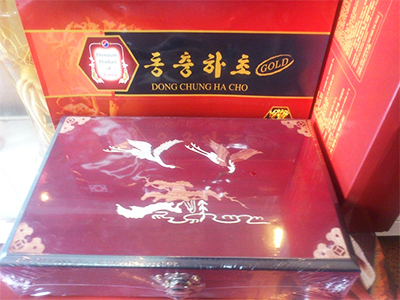 동충하초 GOLD
DONG CHUNG HA CHO